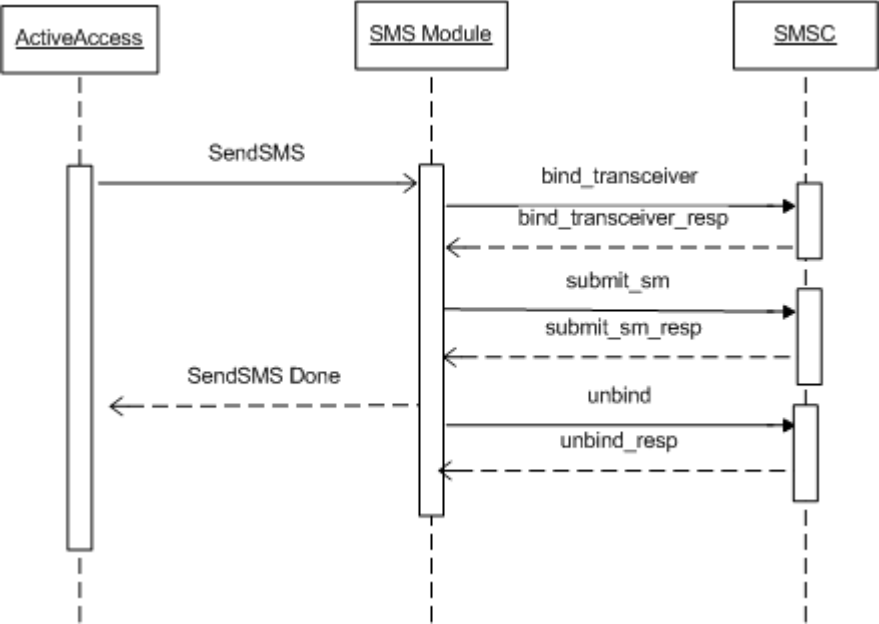 ActiveAccess
SMS Module
SMSC
SendSMS
bind_transceiver
bind_transceiver_resp
submit_sm
submit_sm_resp
SendSMS Done
unbind
unbind_resp